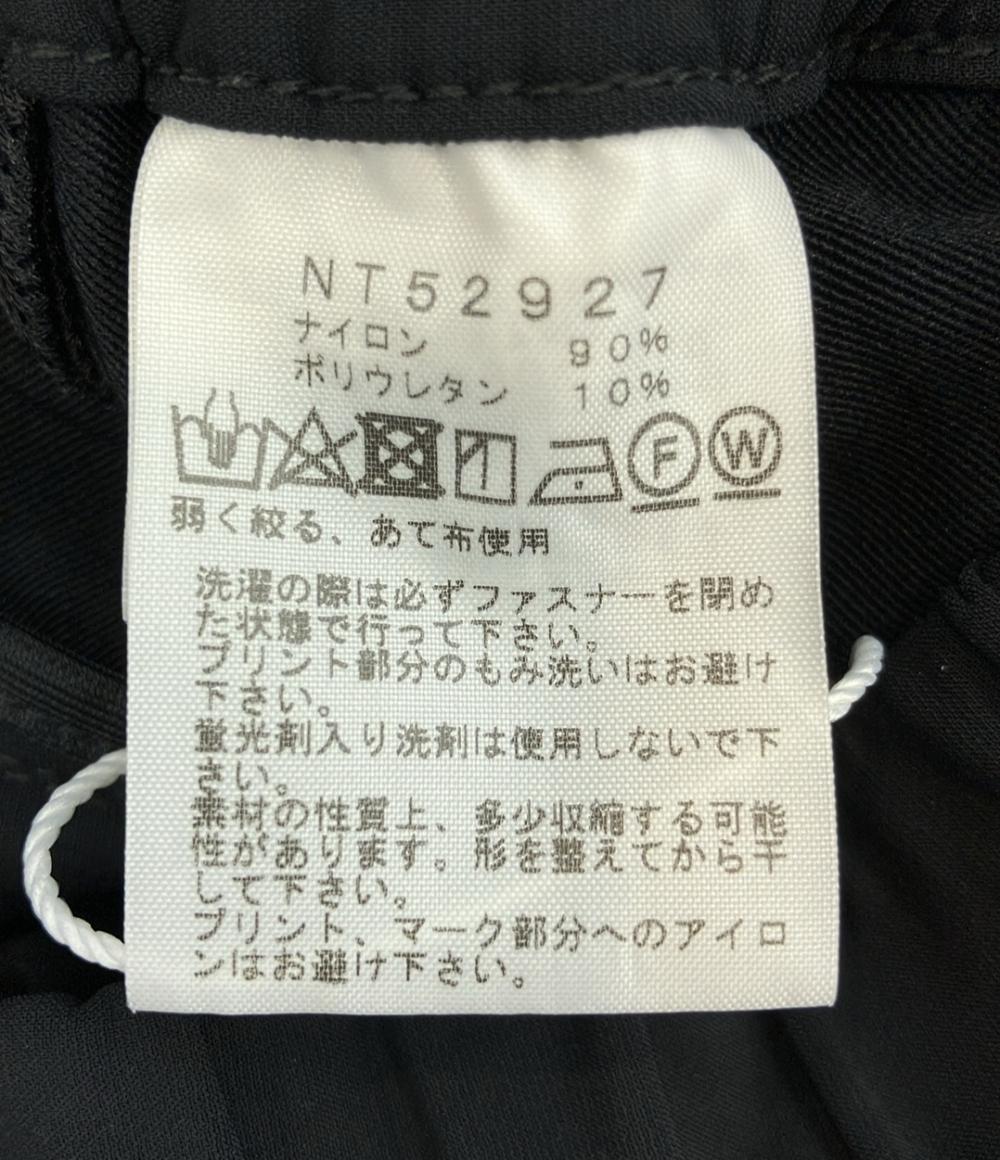 NT52927
ナイロン 90%
ポリウレタン 10%
F W
弱く絞る、あて布使用
洗濯の際は必ずファスナーを閉め
た状態で行って下さい。
プリント部分のもみ洗いはお避け
下さい。
蛍光剤入り洗剤は使用しないで下
さい。
素材の性質上、多少収縮する可能
性があります。形を整えてから干
して下さい。
プリント、マーク部分へのアイロ
ンはお避け下さい。